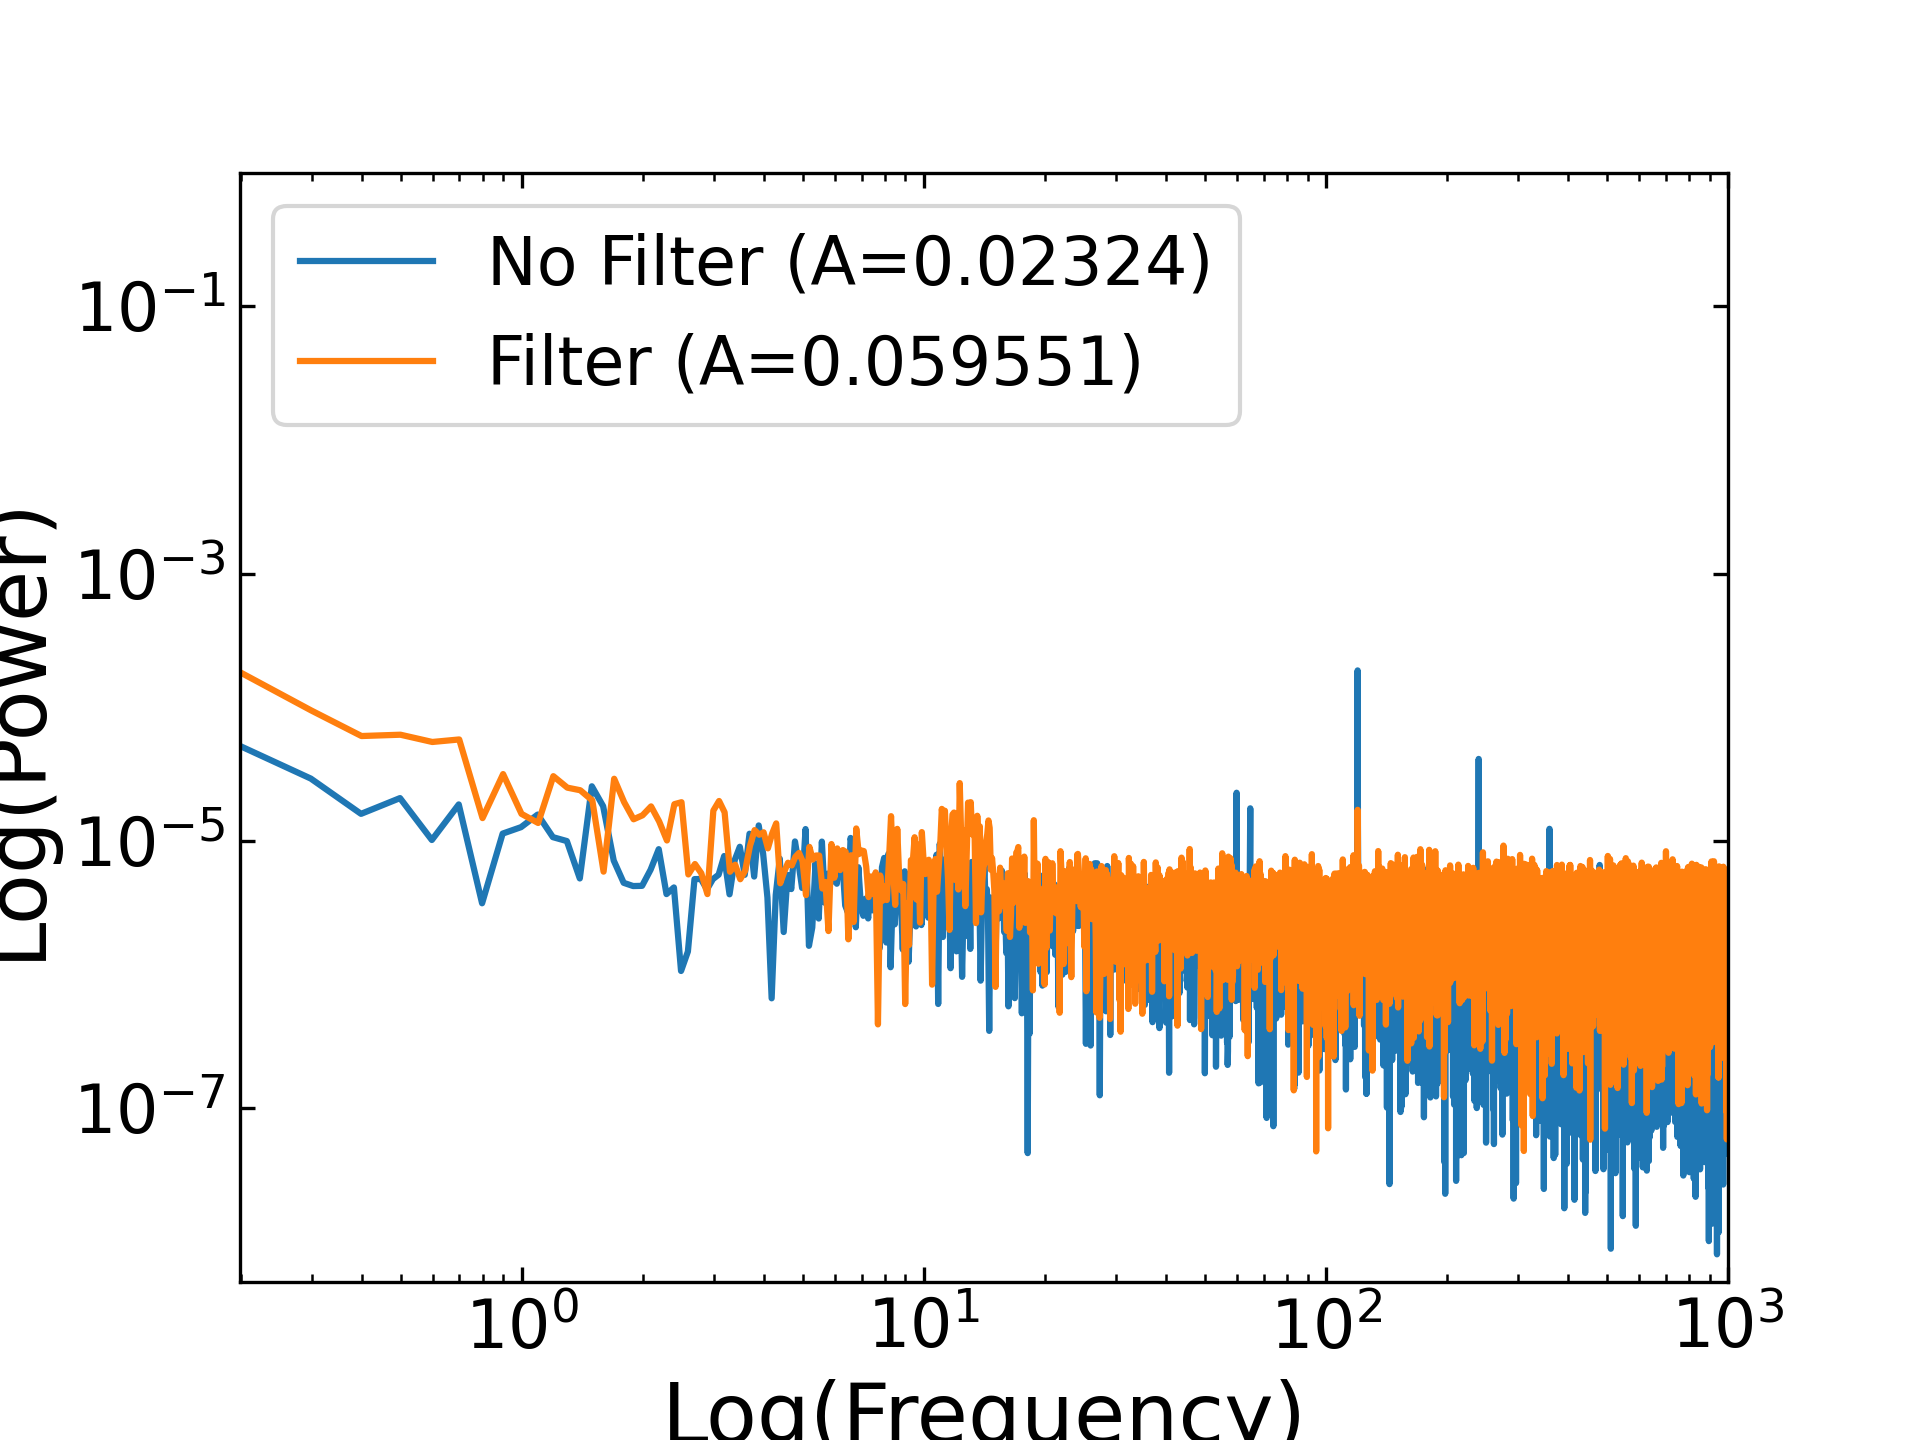 No Filter (A=0.02324)
Filter (A=0.059551)
10⁻¹
10⁻³
10⁻⁵
10⁻⁷
Log(Power)
10⁰ 10¹ 10² 10³
Log(Frequency)